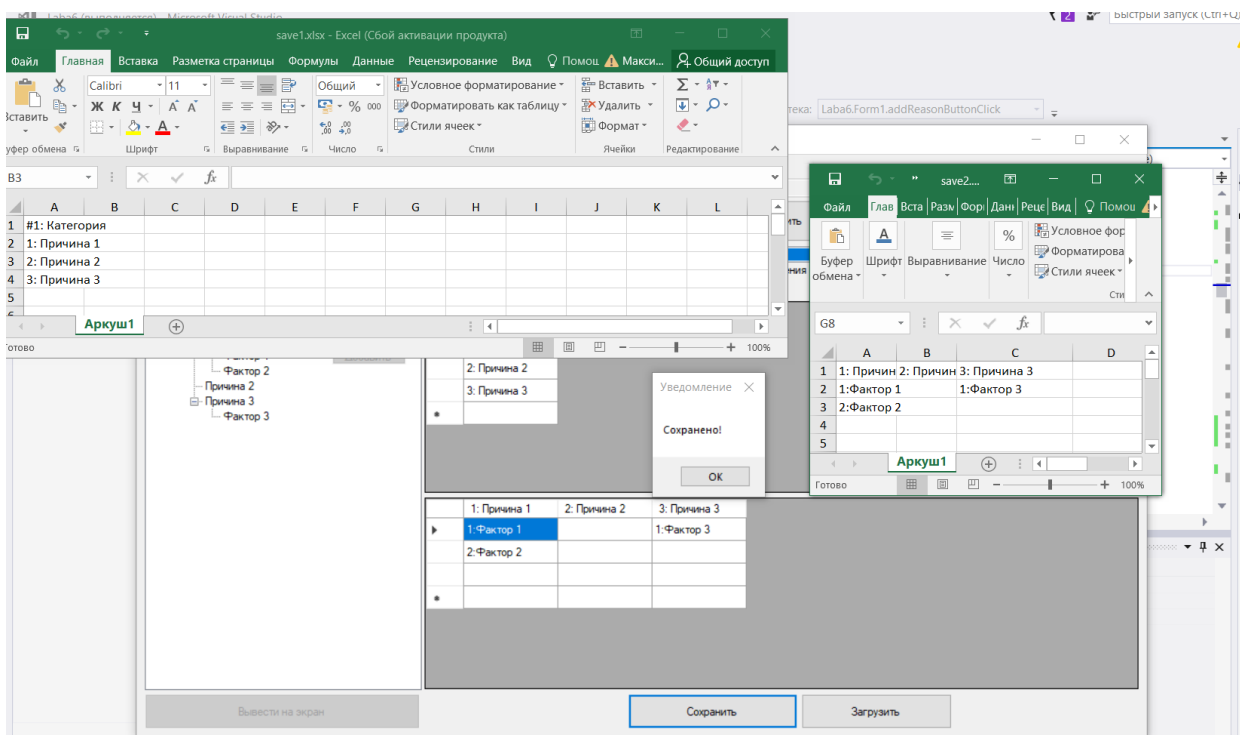 Laba6 (выполняется) - Microsoft Visual Studio
2
Быстрый запуск (Ctrl+Q)
save1.xlsx - Excel (Сбой активации продукта)
Файл Главная Вставка Разметка страницы Формулы Данные Рецензирование Вид Помощ Макси... Общий доступ
Calibri 11 Общий Условное форматирование Вставить
Ж К Ч % 000 Форматировать как таблицу Удалить
Вставить А Стили ячеек Формат
Буфер обмена Шрифт Выравнивание Число Стили Ячейки Редактирование
B3 fx
A B C D E F G H I J K L
1 #1: Категория
2 1: Причина 1
3 2: Причина 2
4 3: Причина 3
5
6
Аркуш1
Готово 100%
тека: Laba6.Form1.addReasonButtonClick
save2....
Файл Глав Вста Разм Фор Дан Реце Вид Помощ
Буфер обмена Шрифт Выравнивание Число % Условное фор
Форматирова
Стили ячеек
Сти
G8 fx
A B C D
1 1: Причин 2: Причин 3: Причина 3
2 1:Фактор 1 1:Фактор 3
3 2:Фактор 2
4
5
Аркуш1
Готово 100%
Фактор 2
Причина 2
Причина 3
Фактор 3
2: Причина 2
3: Причина 3
Уведомление
Сохранено!
ОК
1: Причина 1 2: Причина 2 3: Причина 3
1:Фактор 1 1:Фактор 3
2:Фактор 2
Вывести на экран Сохранить Загрузить